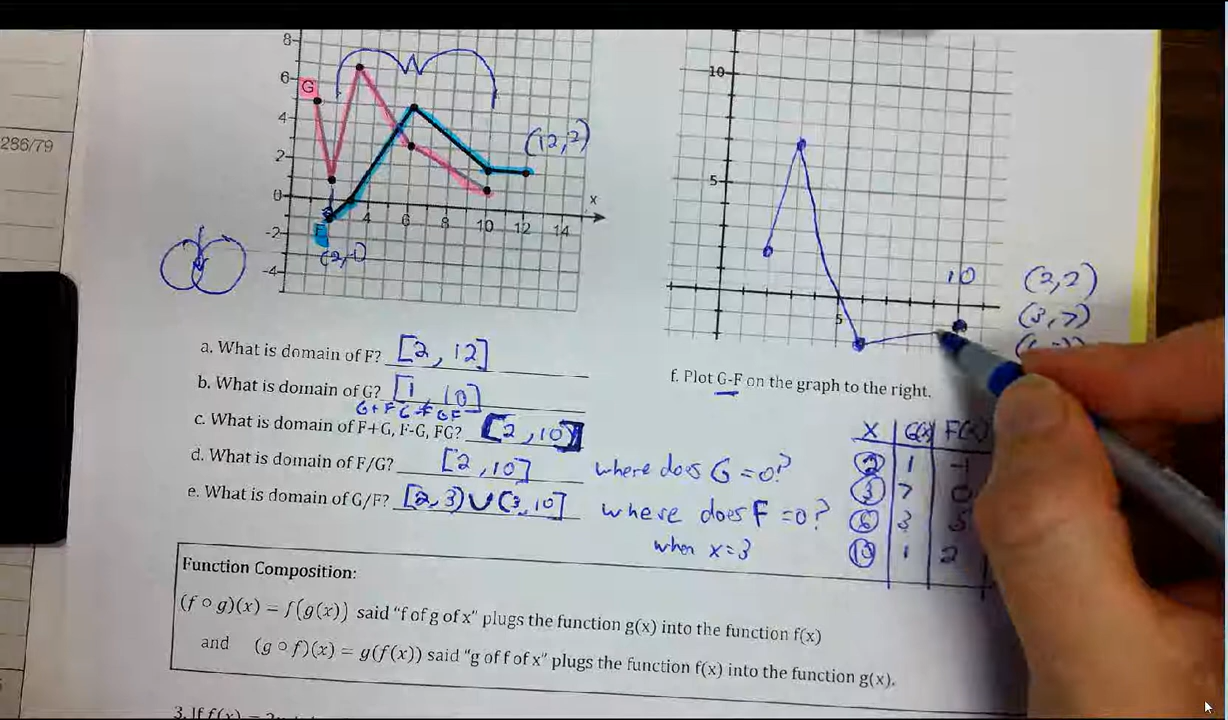 8
6
4
2
0
-2
-4
G
F
(2,-1)
(12,2)
x
4 6 8 10 12 14
10
5
5
10
(2,2)
(3,7)
286/79
a. What is domain of F? [2, 12]
b. What is domain of G? [1, 10]
G+F G-F GF
c. What is domain of F+G, F-G, FG? [2, 10]
d. What is domain of F/G? [2, 10]
where does G = 0?
e. What is domain of G/F? [2, 3) ∪ (3, 10]
where does F = 0?
when x=3
f. Plot G-F on the graph to the right.
X G(x) F(x)
2 1 -1
3 7 0
6 3 5
10 1 2
Function Composition:
(f ∘ g)(x) = f(g(x)) said "f of g of x" plugs the function g(x) into the function f(x)
and (g ∘ f)(x) = g(f(x)) said "g of f of x" plugs the function f(x) into the function g(x).
3. If f(x)